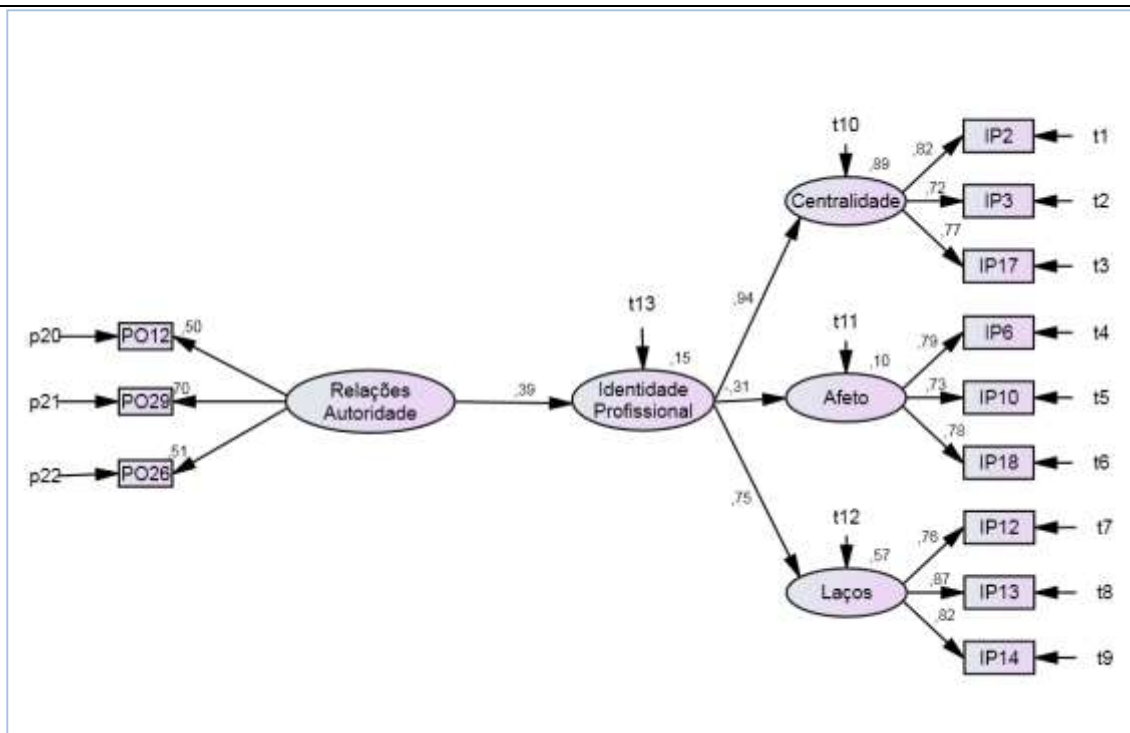 t10
,89
Centralidade
,82
IP2
t1
,72
IP3
t2
,77
IP17
t3
,94
t13
,15
Identidade
Profissional
,39
Relações
Autoridade
p20
PO12
,50
p21
PO29
,70
p22
PO26
,51
-,31
t11
,10
Afeto
,79
IP6
t4
,73
IP10
t5
,78
IP18
t6
,75
t12
,57
Laços
,76
IP12
t7
,87
IP13
t8
,82
IP14
t9